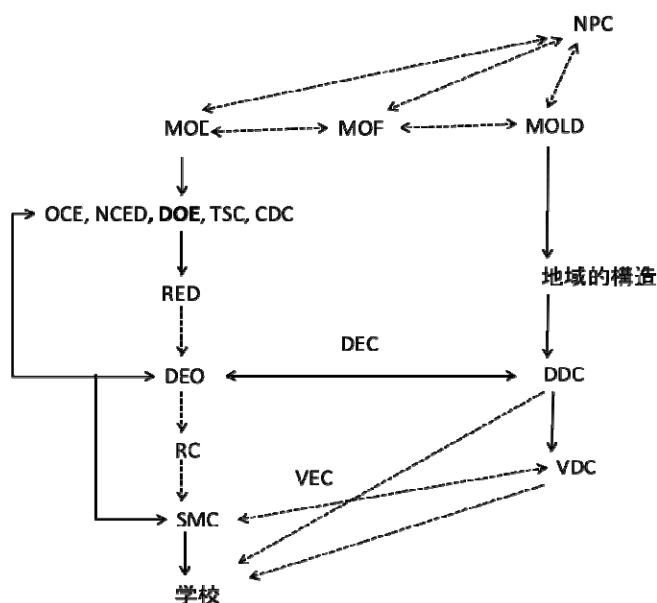 NPC
MOE MOF MOLD
OCE, NCED, DOE, TSC, CDC
地域的構造
RED
DEC
DEO DDC
RC
VEC VDC
SMC
学校